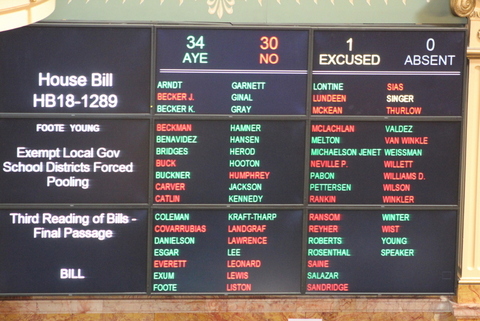 House Bill
HB18-1289
34 30
AYE NO
1 0
EXCUSED ABSENT
ARNDT GARNETT LONTINE SIAS
BECKER J. GINAL LUNDEEN SINGER
BECKER K. GRAY MCKEAN THURLOW
FOOTE YOUNG
Exempt Local Gov
School Districts Forced
Pooling
BECKMAN HAMNER MCLACHLAN VALDEZ
BENAVIDEZ HANSEN MELTON VAN WINKLE
BRIDGES HEROD MICHAELSON JENET WEISSMAN
BUCK HOOTON NEVILLE P. WILLETT
BUCKNER HUMPHREY PABON WILLIAMS D.
CARVER JACKSON PETTERSEN WILSON
CATLIN KENNEDY RANKIN WINKLER
Third Reading of Bills -
Final Passage
BILL
COLEMAN KRAFT-THARP RANSOM WINTER
COVARRUBIAS LANDGRAF REYHER WIST
DANIELSON LAWRENCE ROBERTS YOUNG
ESGAR LEE ROSENTHAL SPEAKER
EVERETT LEONARD SAINE
EXUM LEWIS SALAZAR
FOOTE LISTON SANDRIDGE